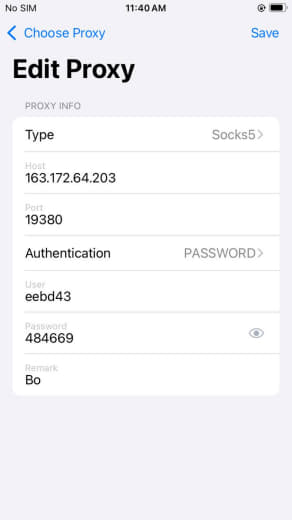 No SIM 11:40 AM
Choose Proxy Save
Edit Proxy
PROXY INFO
Type Socks5
Host
163.172.64.203
Port
19380
Authentication PASSWORD
User
eebd43
Password
484669
Remark
Bo